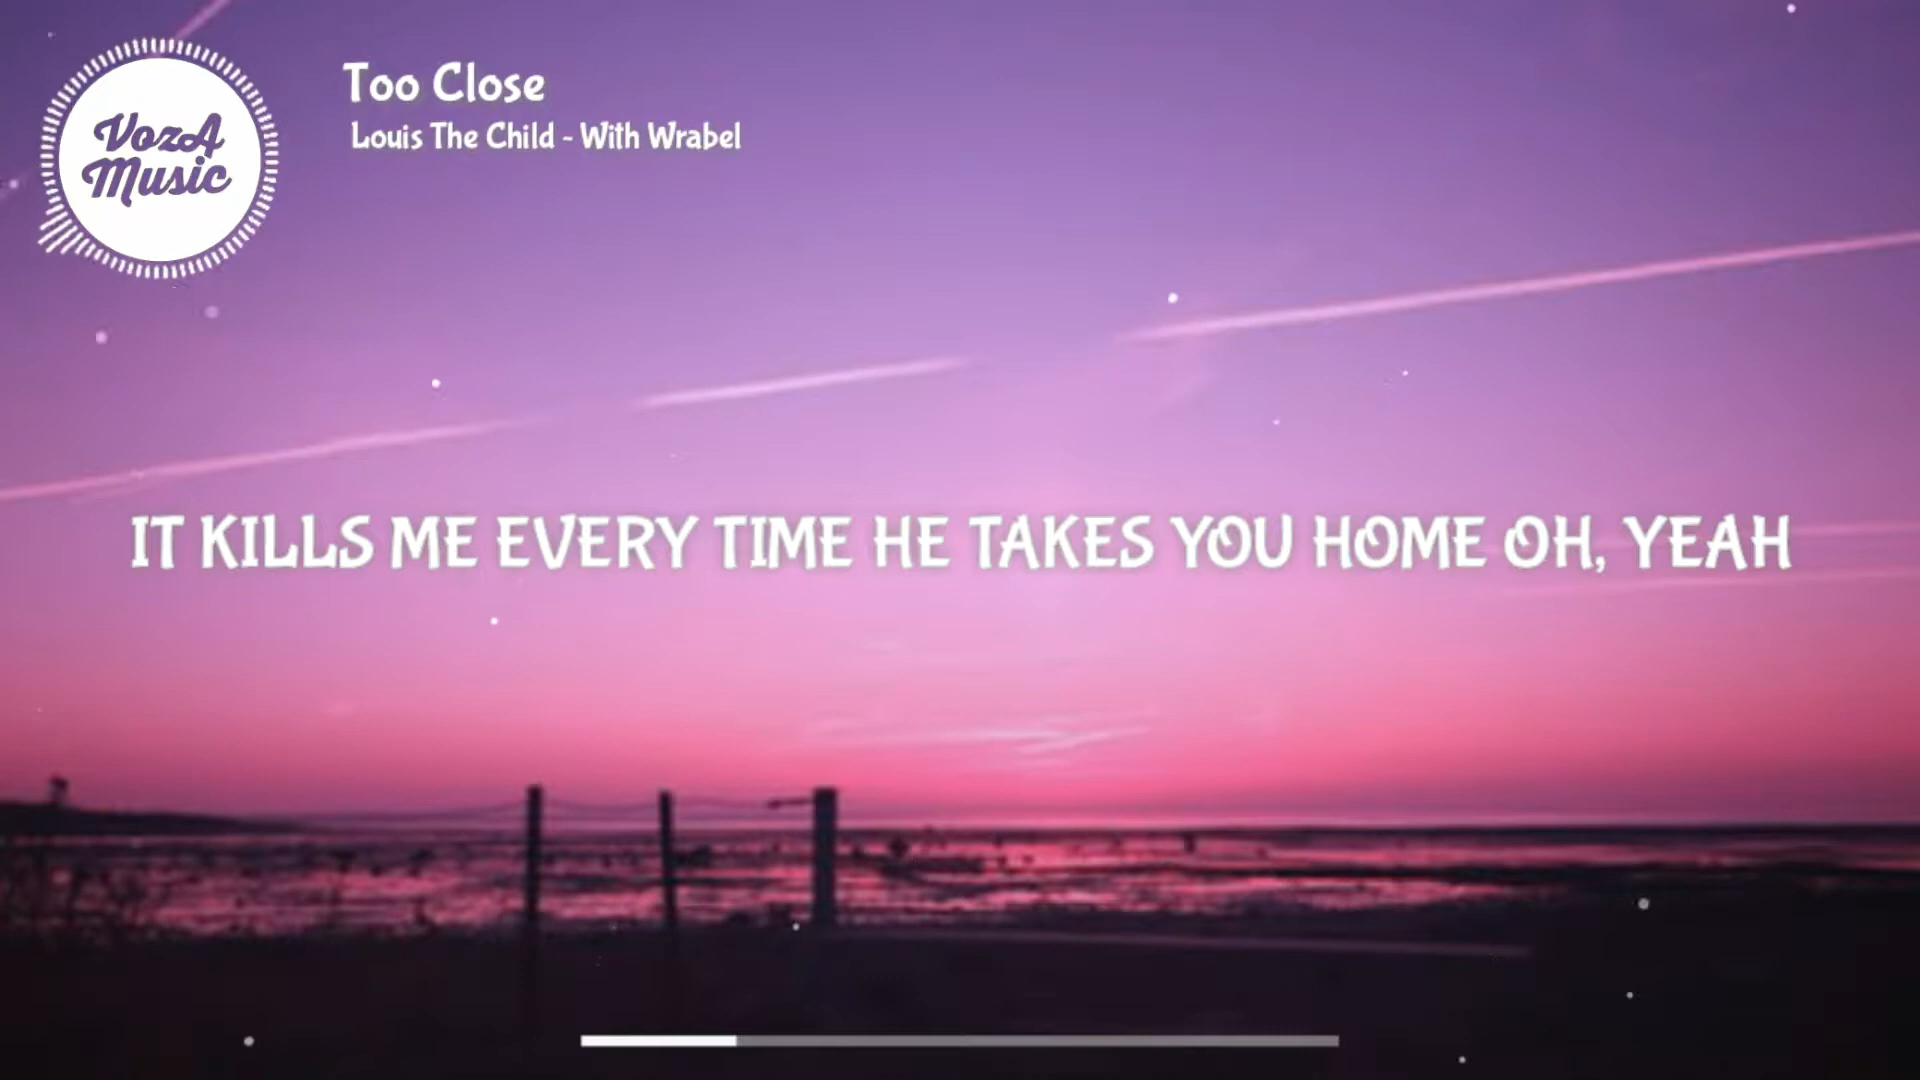 VozA
Music
Too Close
Louis The Child - With Wrabel
IT KILLS ME EVERY TIME HE TAKES YOU HOME OH, YEAH